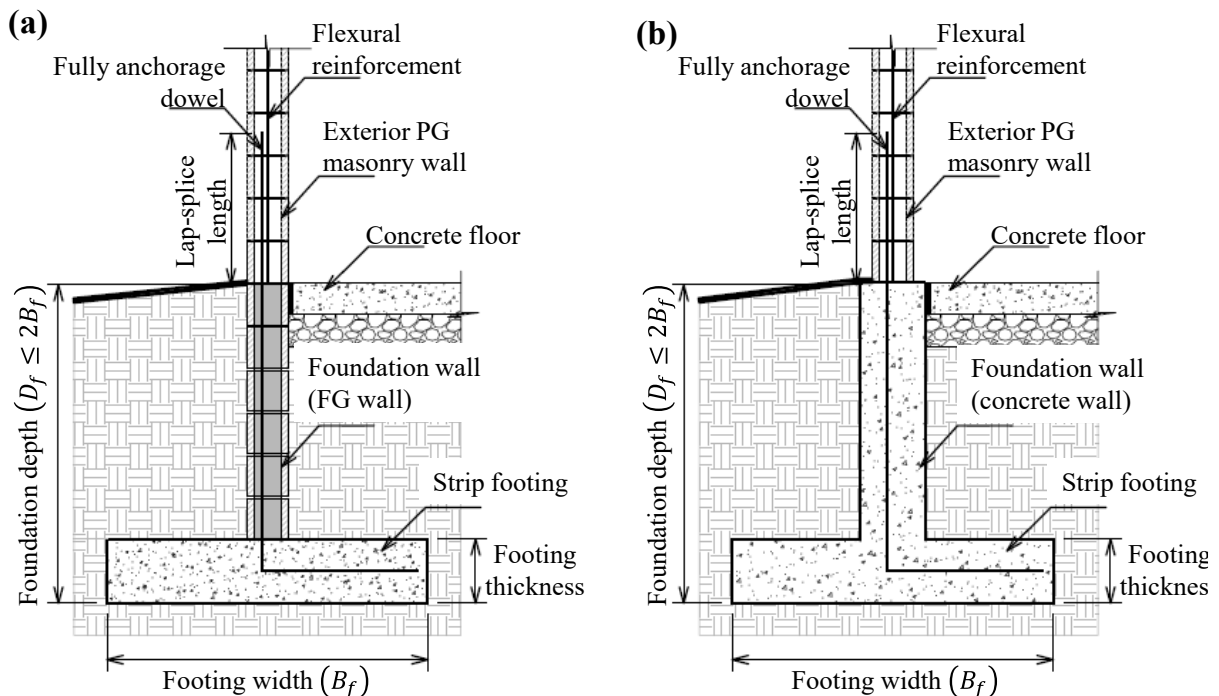 (a)
Flexural
reinforcement
Fully anchorage
dowel
Exterior PG
masonry wall
Lap-splice
length
Concrete floor
Foundation depth (D_f ≤ 2B_f)
Foundation wall
(FG wall)
Strip footing
Footing
thickness
Footing width (B_f)
(b)
Flexural
reinforcement
Fully anchorage
dowel
Exterior PG
masonry wall
Lap-splice
length
Concrete floor
Foundation depth (D_f ≤ 2B_f)
Foundation wall
(concrete wall)
Strip footing
Footing
thickness
Footing width (B_f)